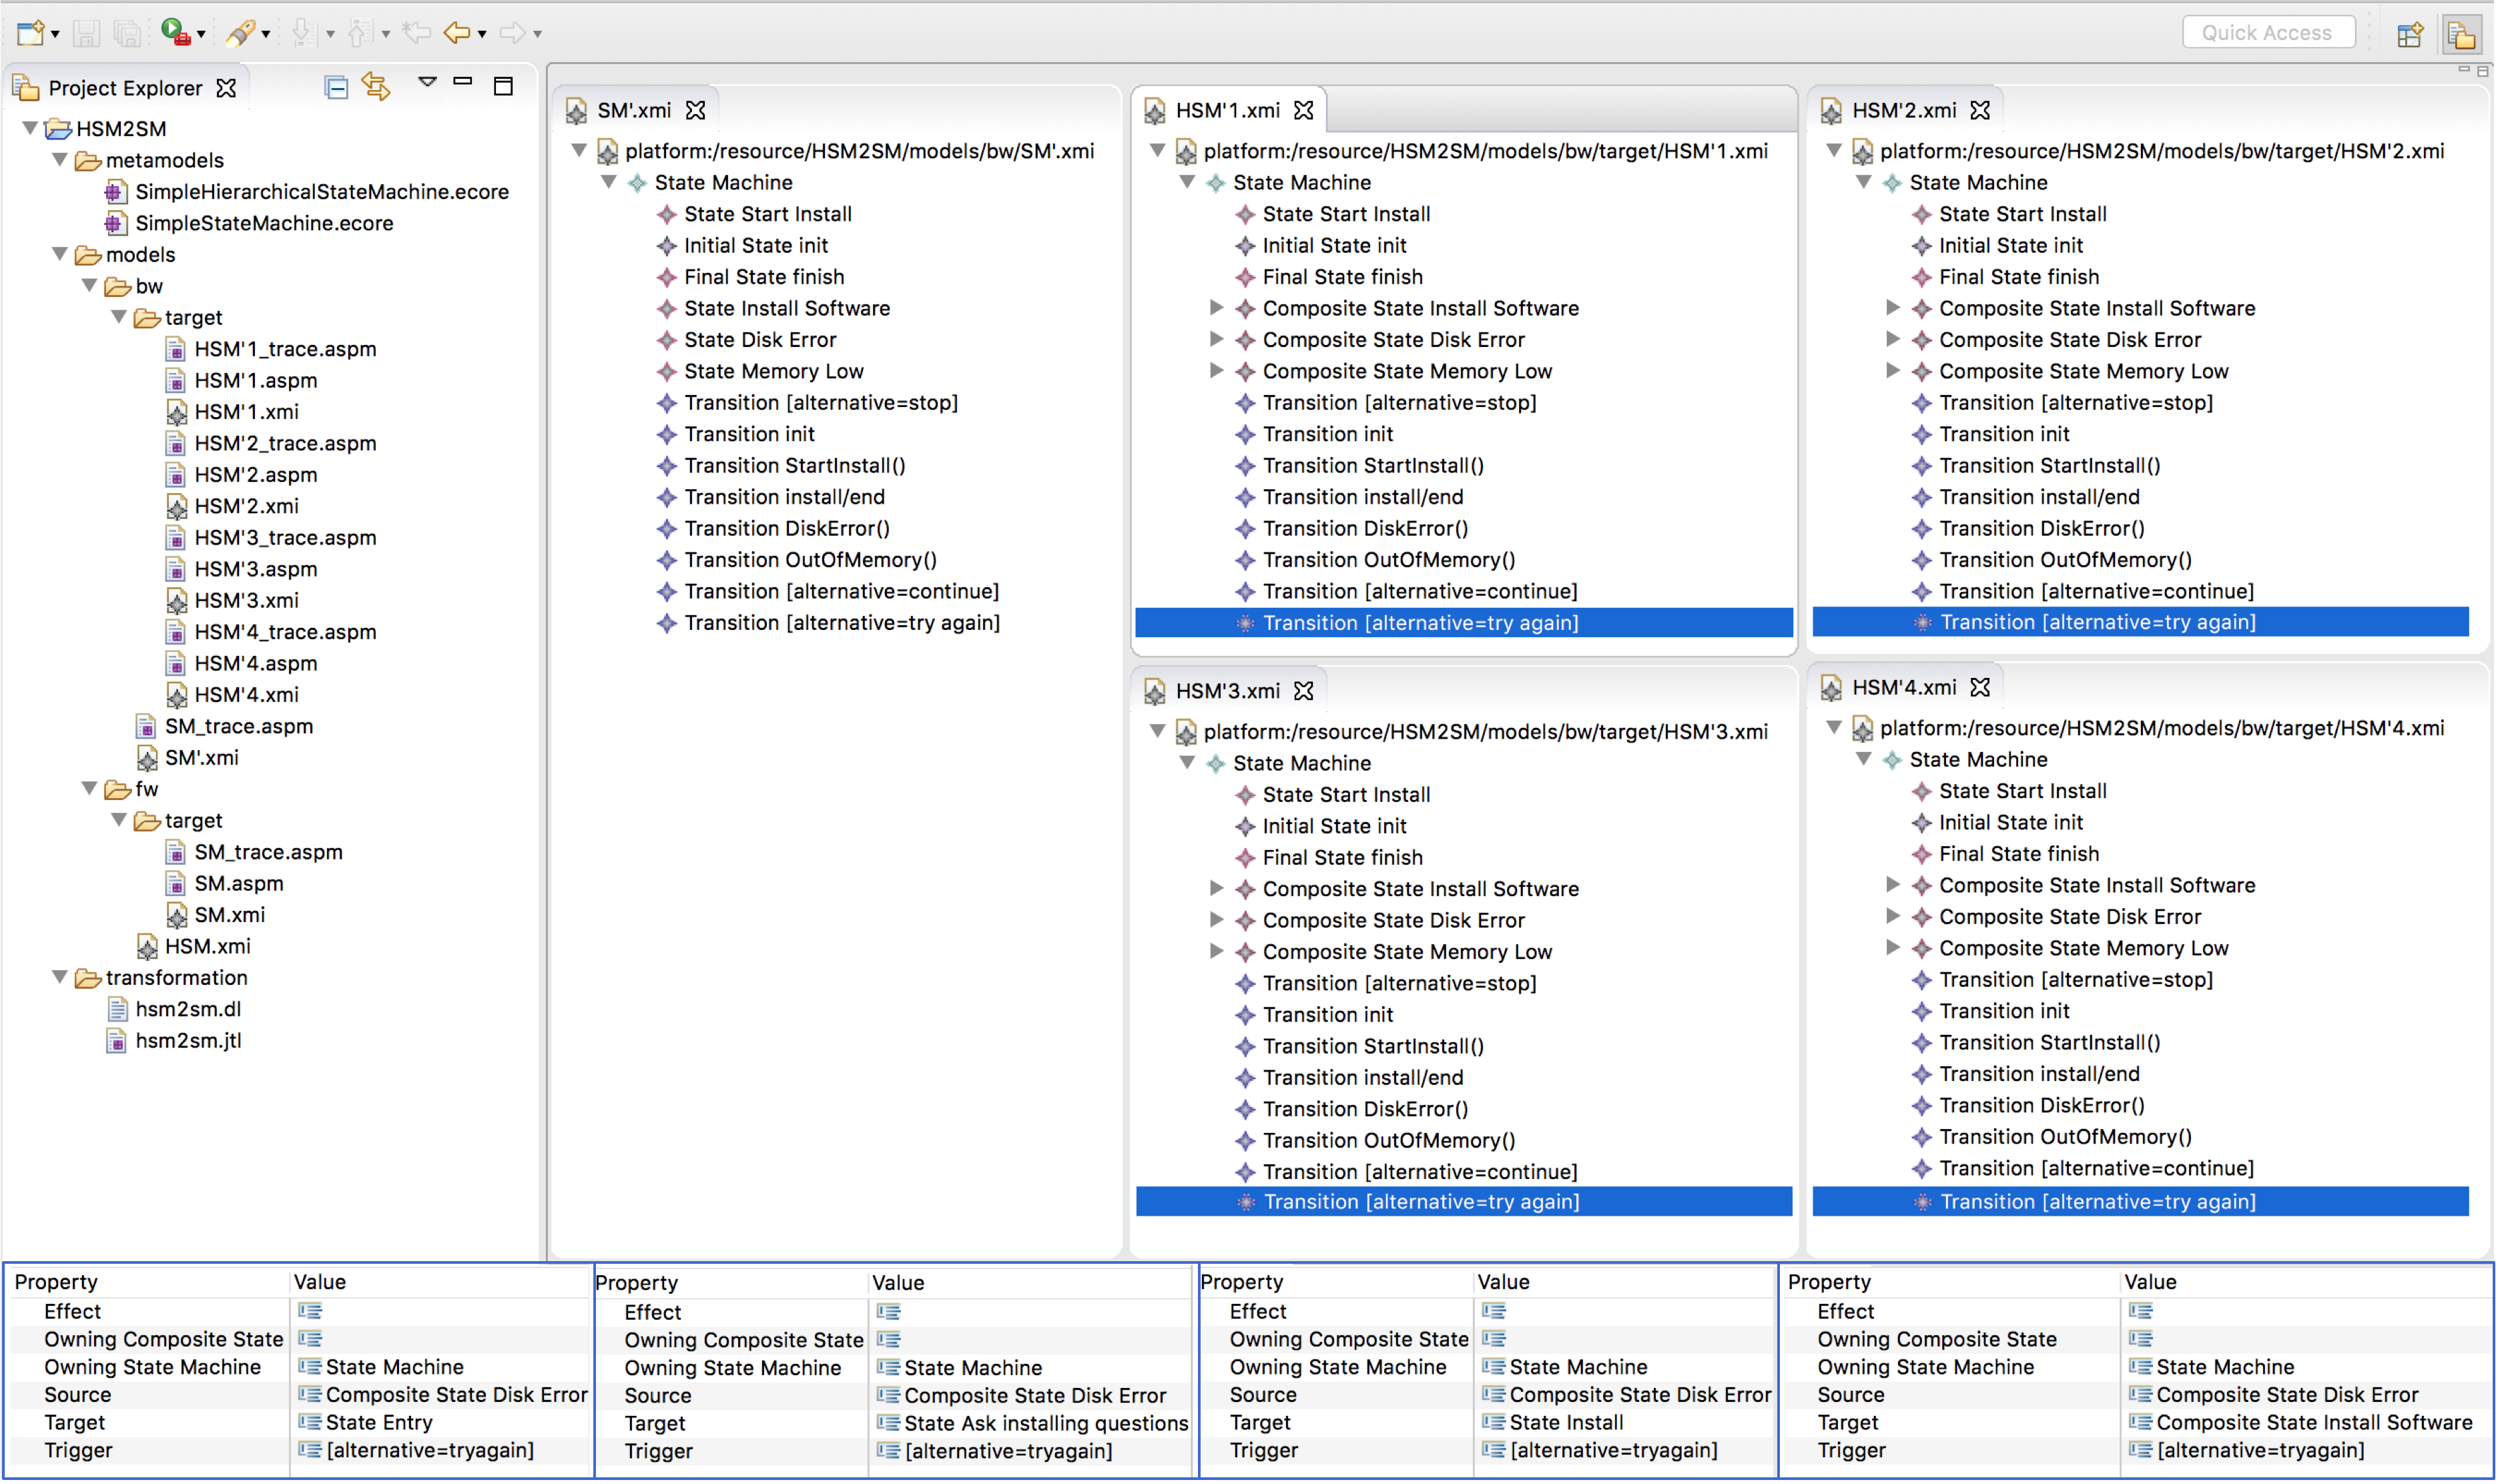 Quick Access
Project Explorer
HSM2SM
metamodels
SimpleHierarchicalStateMachine.ecore
SimpleStateMachine.ecore
models
bw
target
HSM'1_trace.aspm
HSM'1.aspm
HSM'1.xmi
HSM'2_trace.aspm
HSM'2.aspm
HSM'2.xmi
HSM'3_trace.aspm
HSM'3.aspm
HSM'3.xmi
HSM'4_trace.aspm
HSM'4.aspm
HSM'4.xmi
SM_trace.aspm
SM'.xmi
fw
target
SM_trace.aspm
SM.aspm
SM.xmi
HSM.xmi
transformation
hsm2sm.dl
hsm2sm.jtl
SM'.xmi
platform:/resource/HSM2SM/models/bw/SM'.xmi
State Machine
State Start Install
Initial State init
Final State finish
State Install Software
State Disk Error
State Memory Low
Transition [alternative=stop]
Transition init
Transition StartInstall()
Transition install/end
Transition DiskError()
Transition OutOfMemory()
Transition [alternative=continue]
Transition [alternative=try again]
HSM'1.xmi
platform:/resource/HSM2SM/models/bw/target/HSM'1.xmi
State Machine
State Start Install
Initial State init
Final State finish
Composite State Install Software
Composite State Disk Error
Composite State Memory Low
Transition [alternative=stop]
Transition init
Transition StartInstall()
Transition install/end
Transition DiskError()
Transition OutOfMemory()
Transition [alternative=continue]
Transition [alternative=try again]
HSM'2.xmi
platform:/resource/HSM2SM/models/bw/target/HSM'2.xmi
State Machine
State Start Install
Initial State init
Final State finish
Composite State Install Software
Composite State Disk Error
Composite State Memory Low
Transition [alternative=stop]
Transition init
Transition StartInstall()
Transition install/end
Transition DiskError()
Transition OutOfMemory()
Transition [alternative=continue]
Transition [alternative=try again]
HSM'3.xmi
platform:/resource/HSM2SM/models/bw/target/HSM'3.xmi
State Machine
State Start Install
Initial State init
Final State finish
Composite State Install Software
Composite State Disk Error
Composite State Memory Low
Transition [alternative=stop]
Transition init
Transition StartInstall()
Transition install/end
Transition DiskError()
Transition OutOfMemory()
Transition [alternative=continue]
Transition [alternative=try again]
HSM'4.xmi
platform:/resource/HSM2SM/models/bw/target/HSM'4.xmi
State Machine
State Start Install
Initial State init
Final State finish
Composite State Install Software
Composite State Disk Error
Composite State Memory Low
Transition [alternative=stop]
Transition init
Transition StartInstall()
Transition install/end
Transition DiskError()
Transition OutOfMemory()
Transition [alternative=continue]
Transition [alternative=try again]
Property Value
Effect
Owning Composite State
Owning State Machine State Machine
Source Composite State Disk Error
Target State Entry
Trigger [alternative=tryagain]
Property Value
Effect
Owning Composite State
Owning State Machine State Machine
Source Composite State Disk Error
Target State Ask installing questions
Trigger [alternative=tryagain]
Property Value
Effect
Owning Composite State
Owning State Machine State Machine
Source Composite State Disk Error
Target State Install
Trigger [alternative=tryagain]
Property Value
Effect
Owning Composite State
Owning State Machine State Machine
Source Composite State Disk Error
Target Composite State Install Software
Trigger [alternative=tryagain]